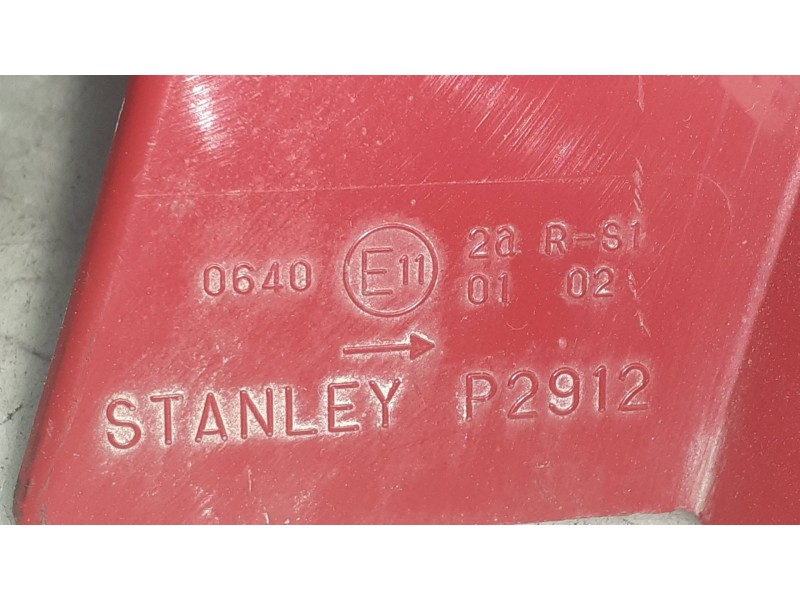 2a R-S1
0640 E11 01 02
→
STANLEY P2912